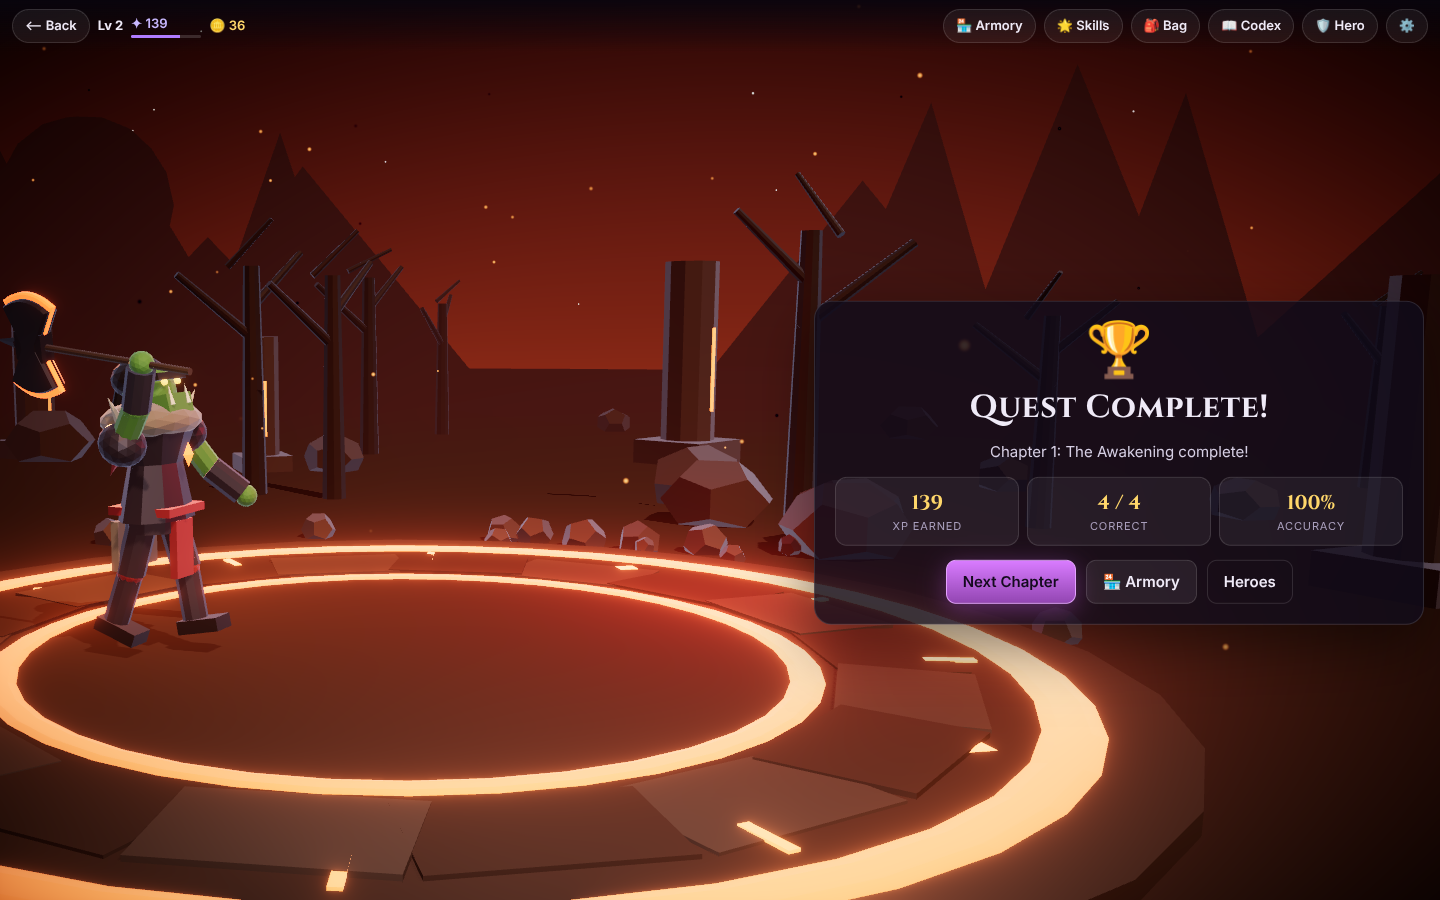 ← Back
Lv 2
✦ 139
36
Armory
Skills
Bag
Codex
Hero
Quest Complete!
Chapter 1: The Awakening complete!
139
XP EARNED
4 / 4
CORRECT
100%
ACCURACY
Next Chapter
Armory
Heroes